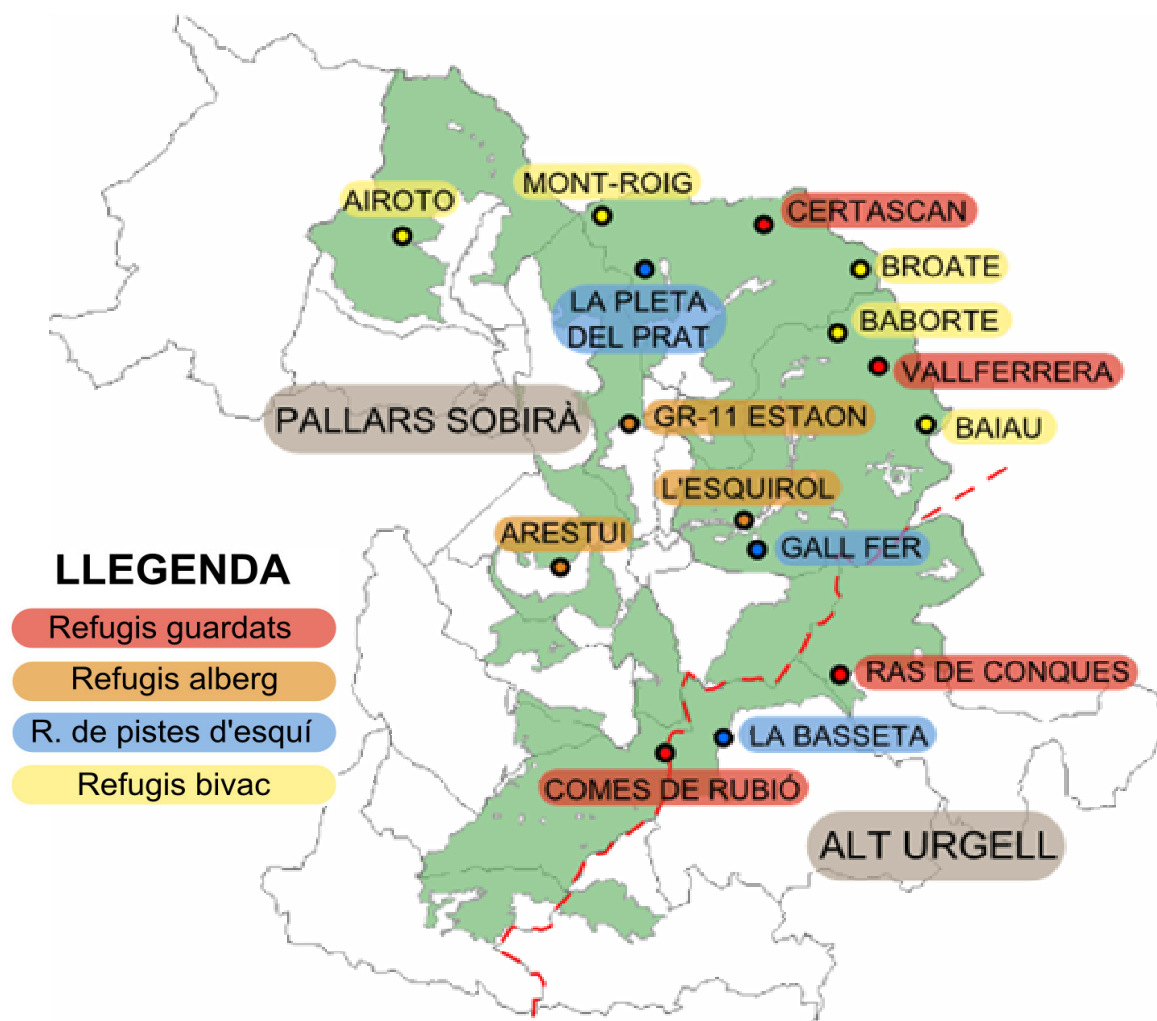 MONT-ROIG
AIROTO
CERTASCAN
BROATE
LA PLETA
DEL PRAT
BABORTE
VALLFERRERA
PALLARS SOBIRÀ
GR-11 ESTAON
BAIAU
L'ESQUIROL
ARESTUI
GALL FER
LLEGENDA
Refugis guardats
Refugis alberg
R. de pistes d'esquí
Refugis bivac
RAS DE CONQUES
LA BASSETA
COMES DE RUBIÓ
ALT URGELL